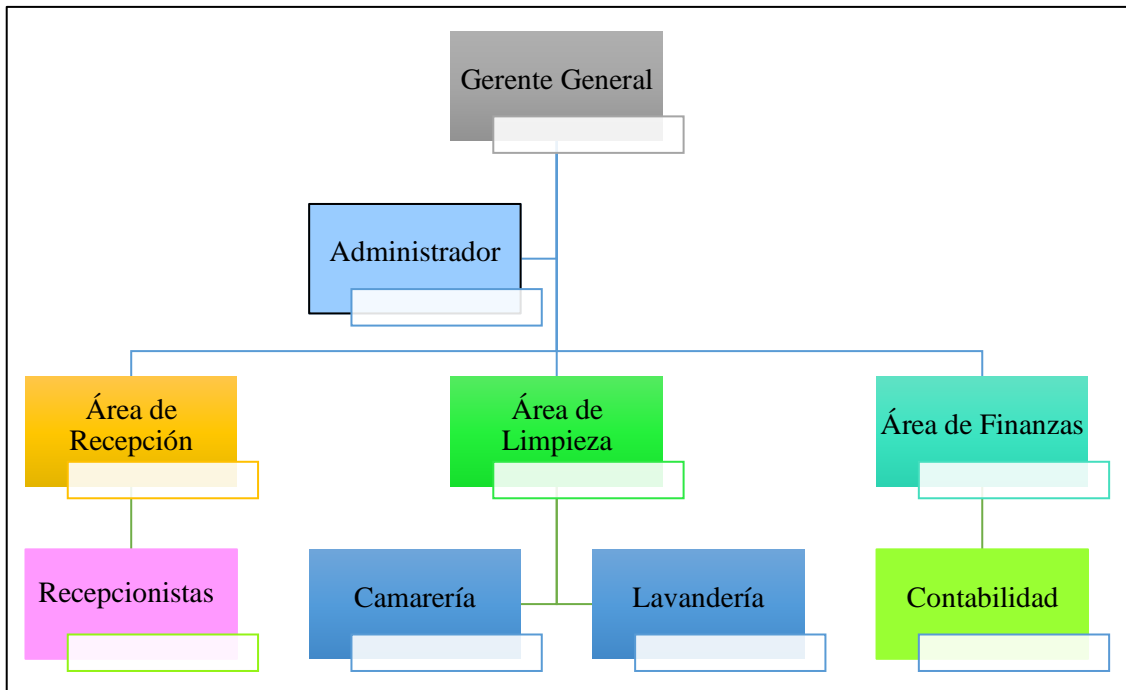 Gerente General
Administrador
Área de
Recepción
Área de
Limpieza
Área de Finanzas
Recepcionistas
Camarería
Lavandería
Contabilidad